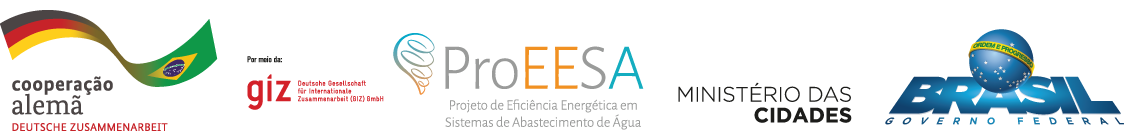 cooperação
alemã
DEUTSCHE ZUSAMMENARBEIT
Por meio da:
giz
Deutsche Gesellschaft
für Internationale
Zusammenarbeit (GIZ) GmbH
ProEESA
Projeto de Eficiência Energética em
Sistemas de Abastecimento de Água
MINISTÉRIO DAS
CIDADES
ORDEM E PROGRESSO
BRASIL
GOVERNO FEDERAL